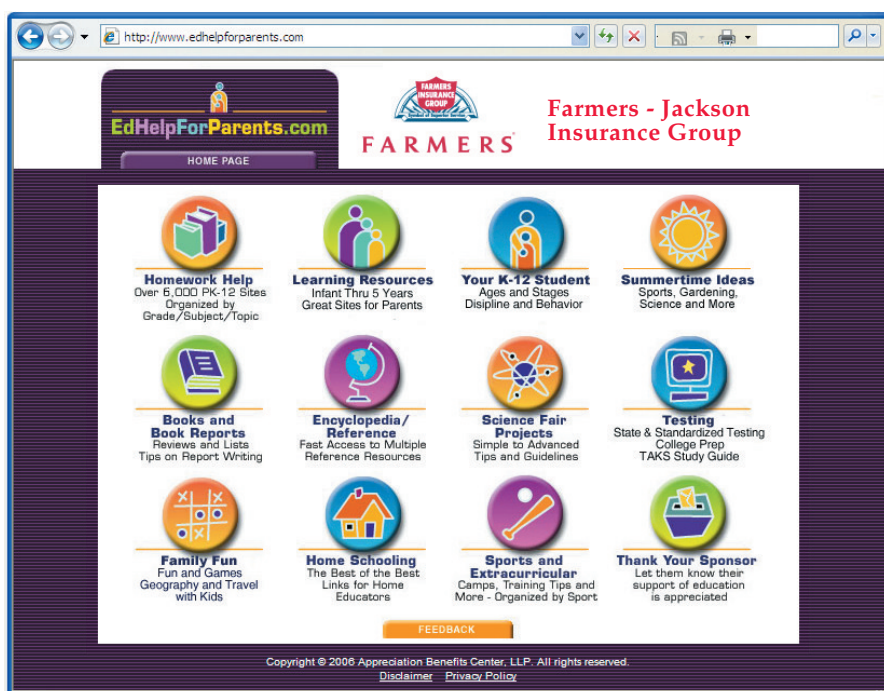 http://www.edhelpforparents.com
EdHelpForParents.com
HOME PAGE
FARMERS
INSURANCE
GROUP
FARMERS
Farmers - Jackson
Insurance Group
Homework Help
Over 6,000 PK-12 Sites
Organized by
Grade/Subject/Topic
Learning Resources
Infant Thru 5 Years
Great Sites for Parents
Your K-12 Student
Ages and Stages
Disipline and Behavior
Summertime Ideas
Sports, Gardening,
Science and More
Books and
Book Reports
Reviews and Lists
Tips on Report Writing
Encyclopedia/
Reference
Fast Access to Multiple
Reference Resources
Science Fair
Projects
Simple to Advanced
Tips and Guidelines
Testing
State & Standardized Testing
College Prep
TAKS Study Guide
Family Fun
Fun and Games
Geography and Travel
with Kids
Home Schooling
The Best of the Best
Links for Home
Educators
Sports and
Extracurricular
Camps, Training Tips and
More - Organized by Sport
Thank Your Sponsor
Let them know their
support of education
is appreciated
FEEDBACK
Copyright © 2006 Appreciation Benefits Center, LLP. All rights reserved.
Disclaimer Privacy Policy